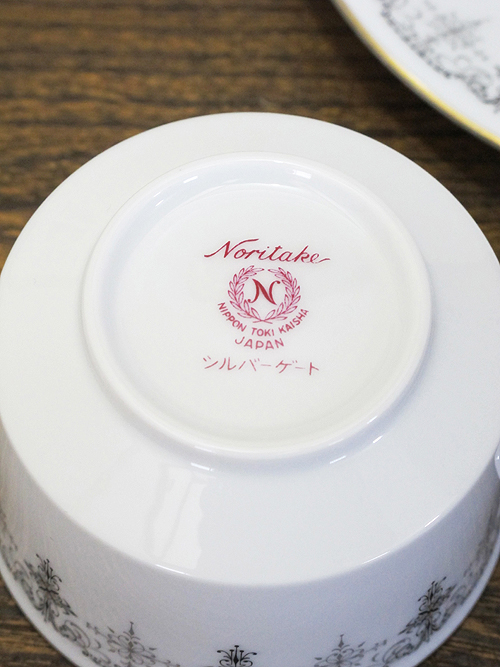 Noritake
N
NIPPON TOKI KAISHA
JAPAN
シルバーゲート